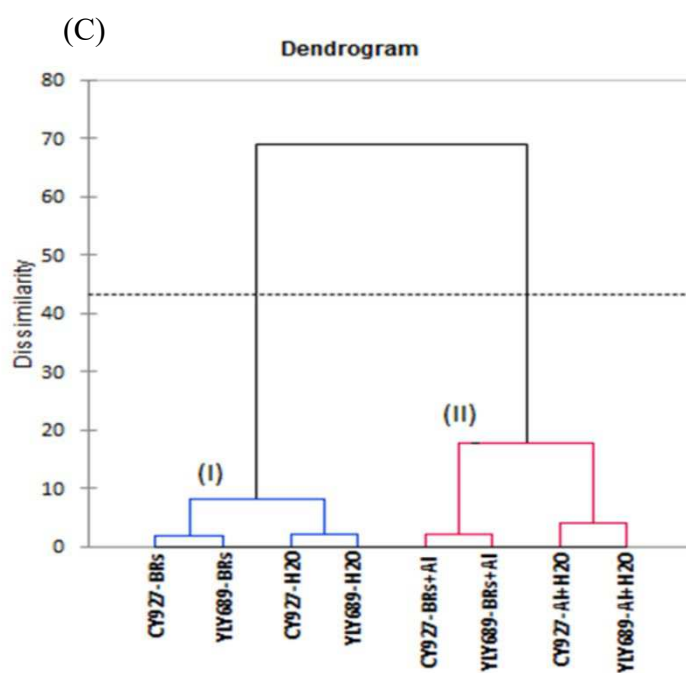 (C)
Dendrogram
80
70
60
50
40
30
20
10
0
Dissimilarity
(I)
(II)
CY927-BRs
YLY689-BRs
CY927-H2O
YLY689-H2O
CY927-BRs+Al
YLY689-BRs+Al
CY927-Al+H2O
YLY689-Al+H2O